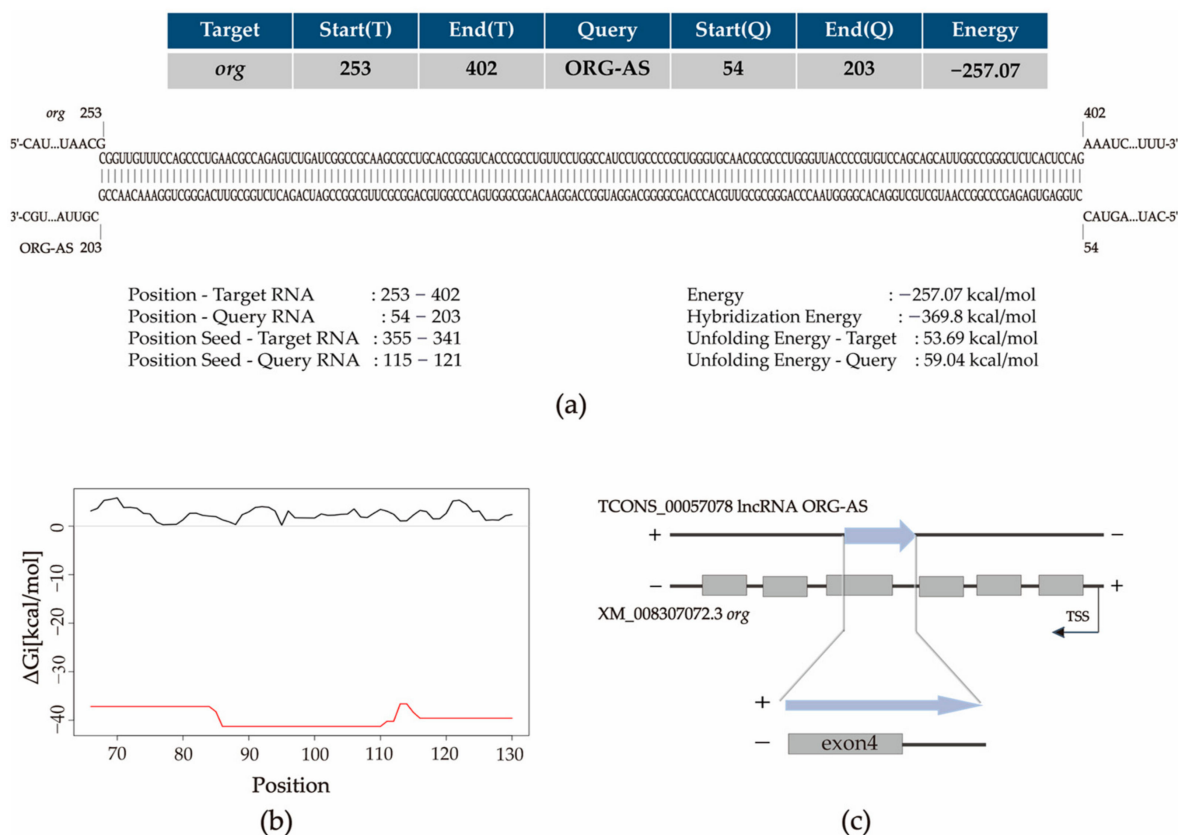 Target Start(T) End(T) Query Start(Q) End(Q) Energy
org 253 402 ORG-AS 54 203 −257.07
org 253 402
5'-CAU...UAACG AAAUC...UUU-3'
CGGUUGUUUCCAGCCCUGAACGCCAGAGUCUGAUCGGCCGCAAGCGCCUGCACCGGGUCACCCGCCUGUUCCUGGCCAUCCUGCCCCGCUGGGUGCAACGCGCCCUGGGUUACCCCGUGUCCAGCAGCAUUGGCCGGGCUCUCACUCCAG
GCCAACAAAGGUCGGGACUUGCGGUCUCAGACUAGCCGGCGUUCGCGGACGUGGCCCAGUGGGCGGACAAGGACCGGUAGGACGGGGCGACCCACGUUGCGCGGGACCCAAUGGGGCACAGGUCGUCGUAACCGGCCCGAGAGUGAGGUC
3'-CGU...AUUGC CAUGA...UAC-5'
ORG-AS 203 54
Position - Target RNA : 253 − 402
Position - Query RNA : 54 − 203
Position Seed - Target RNA : 355 − 341
Position Seed - Query RNA : 115 − 121
Energy : −257.07 kcal/mol
Hybridization Energy : −369.8 kcal/mol
Unfolding Energy - Target : 53.69 kcal/mol
Unfolding Energy - Query : 59.04 kcal/mol
(a)
ΔGi[kcal/mol]
0
−10
−20
−30
−40
70 80 90 100 110 120 130
Position
(b)
TCONS_00057078 lncRNA ORG-AS
+ −
− +
XM_008307072.3 org
TSS
+
− exon4
(c)